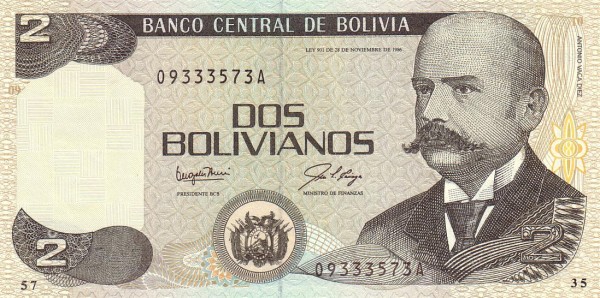 2
BANCO CENTRAL DE BOLIVIA
LEY 901 DE 28 DE NOVIEMBRE DE 1986
ANTONIO VACA DIEZ
09333573A
DOS
BOLIVIANOS
PRESIDENTE BCB
MINISTRO DE FINANZAS
2
2
09333573A
57
35